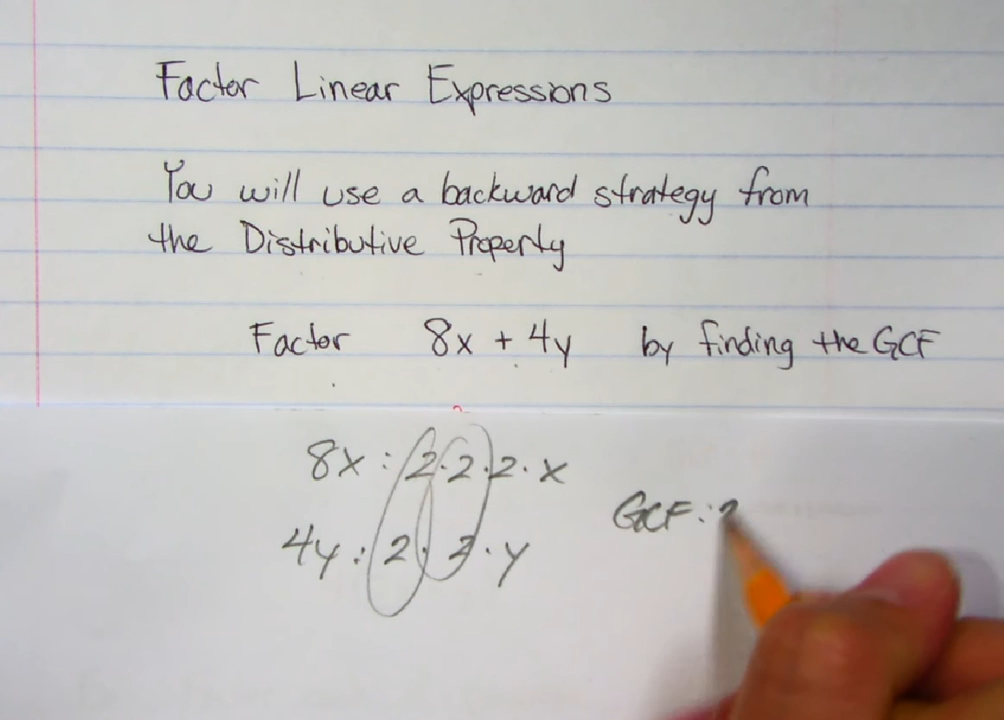 Factor Linear Expressions
You will use a backward strategy from
the Distributive Property
Factor 8x + 4y by finding the GCF
8x : 2 · 2 · 2 · x
4y : 2 · 2 · y
GCF : 2